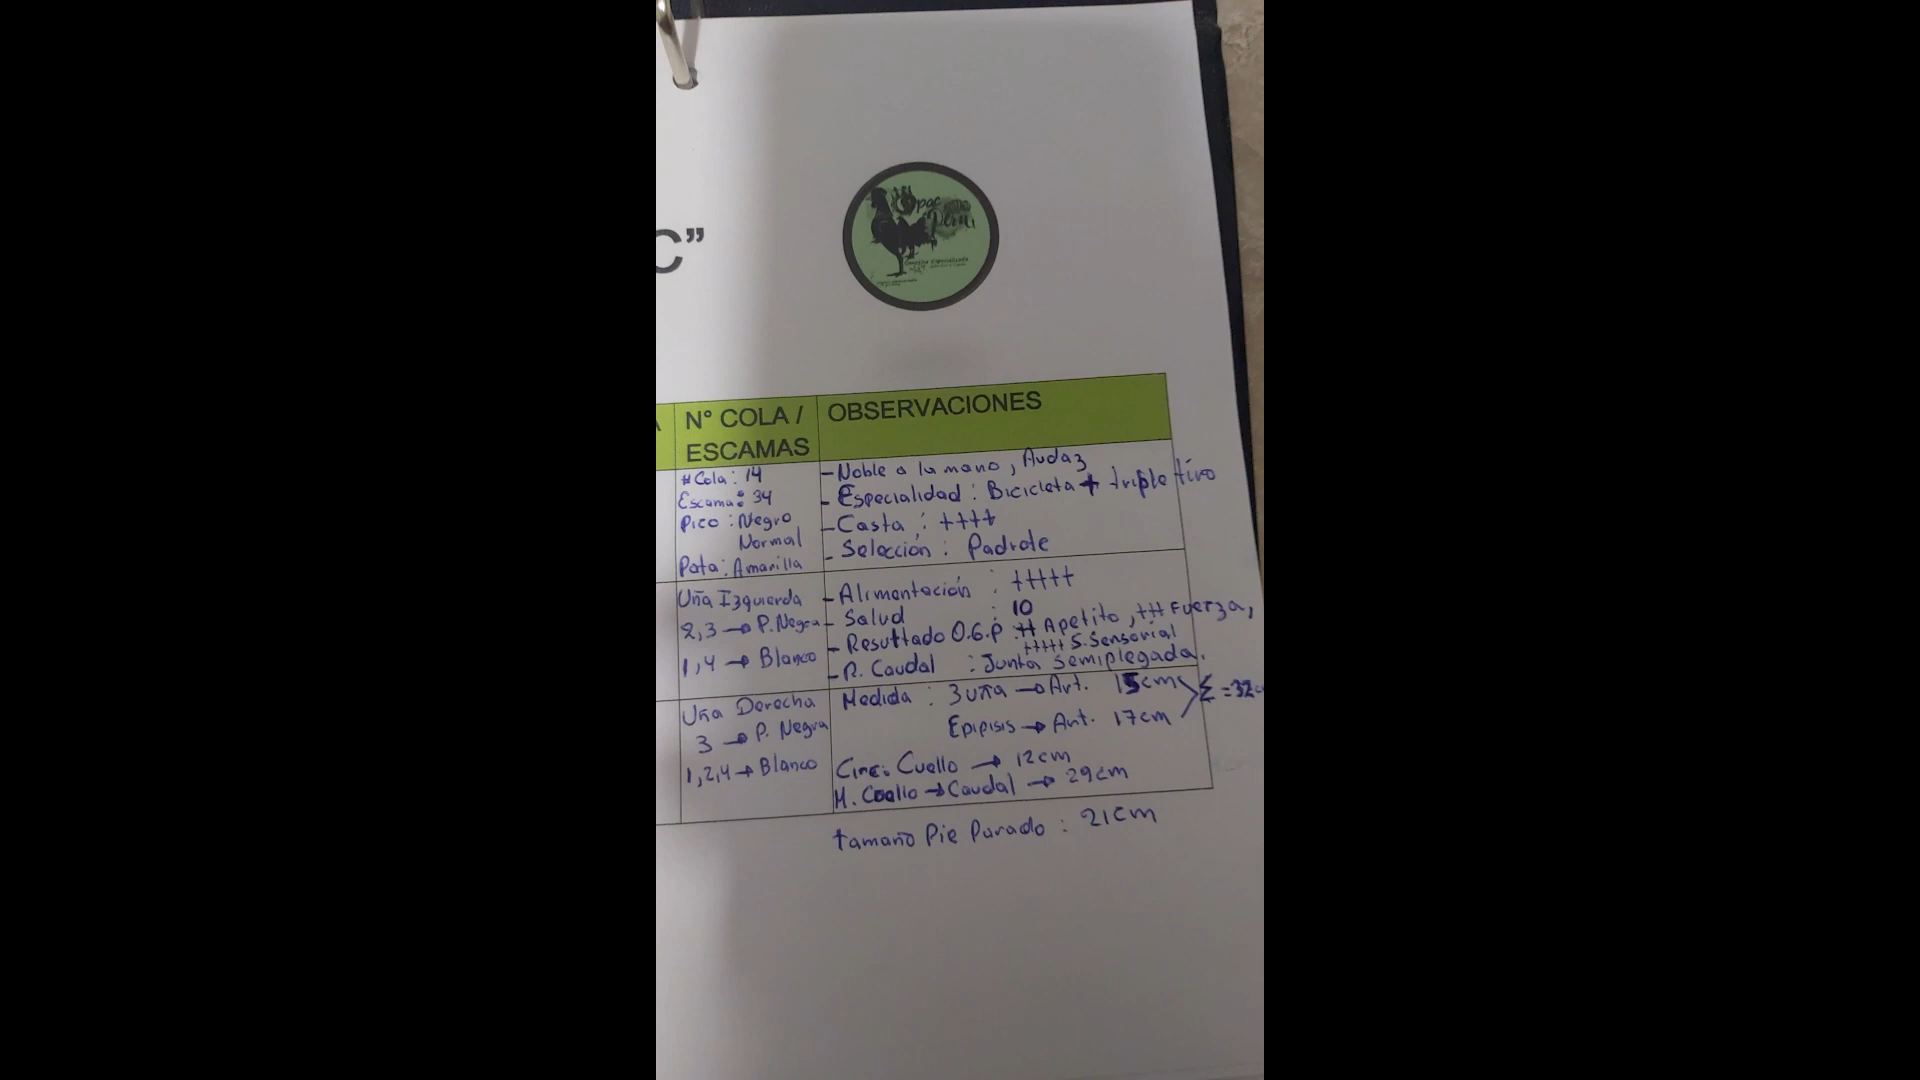 C”
Opac
Perú
N° COLA /
ESCAMAS
OBSERVACIONES
# Cola: 14
Escama: 34
Pico: Negro
Normal
Pata: Amarilla
- Noble a la mano, Audaz
- Especialidad: Bicicleta + triple tiro
- Casta: ++++
- Selección: Padrote
Uña Izquierda
2,3 → P. Negra
1,4 → Blanco
- Alimentación: +++++
- Salud: 10
- Resultado O.G.P: ++ Apetito, +++ Fuerza,
+++++ S. Sensorial
- R. Caudal: Junta semiplegada.
Uña Derecha
3 → P. Negra
1,2,4 → Blanco
Medida: 3 uña → Art. 15cm
Σ = 32
Epipisis → Ant. 17cm
Circ. Cuello → 12cm
M. Cuello → Caudal → 29cm
tamaño Pie Parado: 21cm